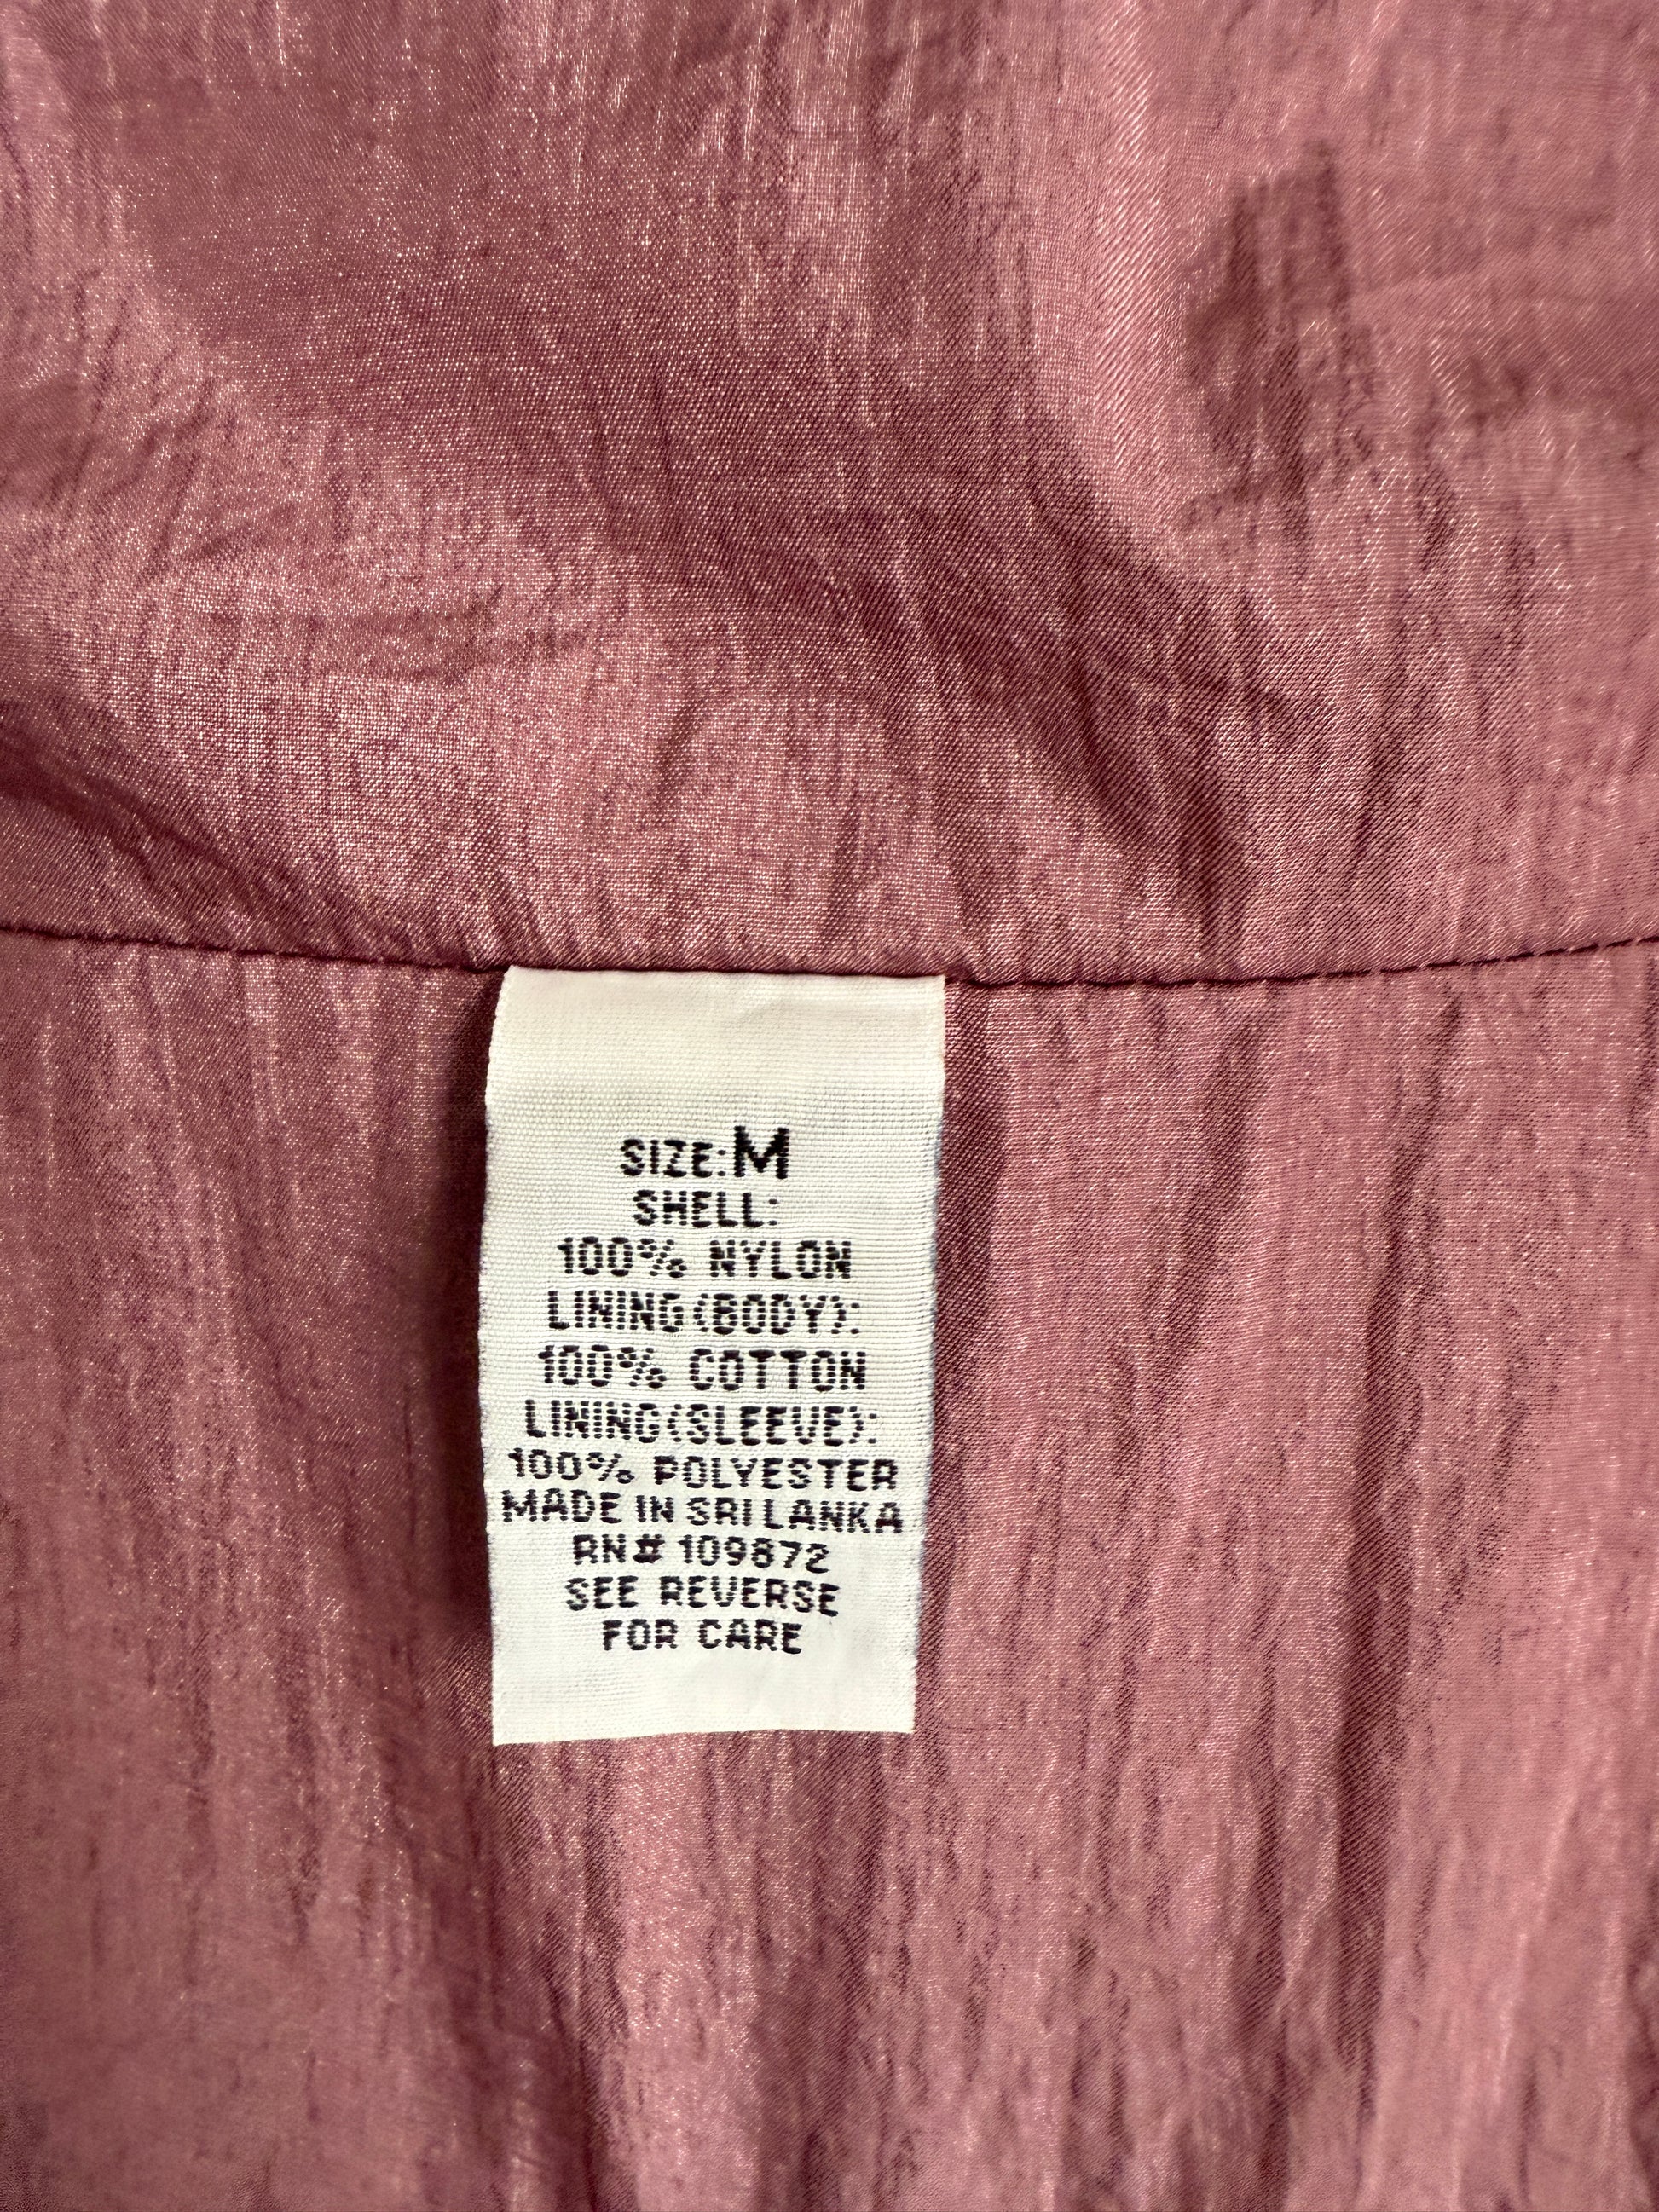 SIZE: M
SHELL:
100% NYLON
LINING (BODY):
100% COTTON
LINING (SLEEVE):
100% POLYESTER
MADE IN SRI LANKA
RN# 109872
SEE REVERSE
FOR CARE